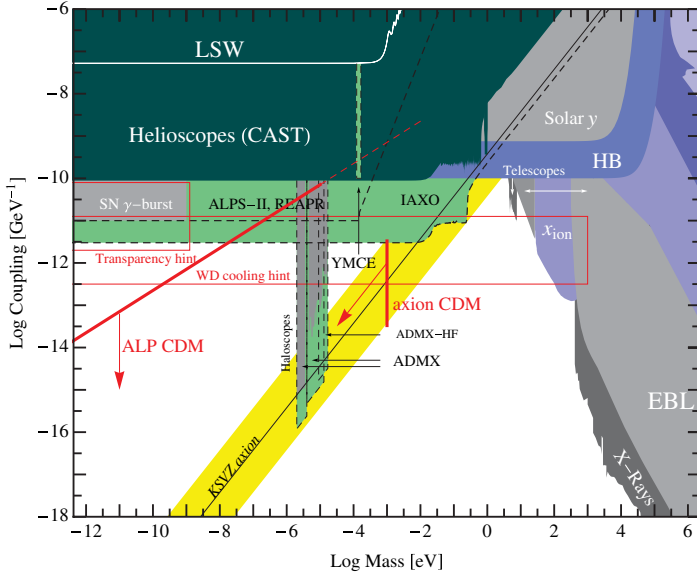 −6
LSW
−8
Helioscopes (CAST)
Solar γ
HB
−10
Telescopes
SN γ−burst
ALPS−II, REAPR
IAXO
xion
Transparency hint
YMCE
−12
WD cooling hint
axion CDM
ALP CDM
Haloscopes
ADMX−HF
ADMX
−14
EBL
−16
KSVZ axion
X−Rays
−18
Log Coupling [GeV⁻¹]
−12 −10 −8 −6 −4 −2 0 2 4 6
Log Mass [eV]